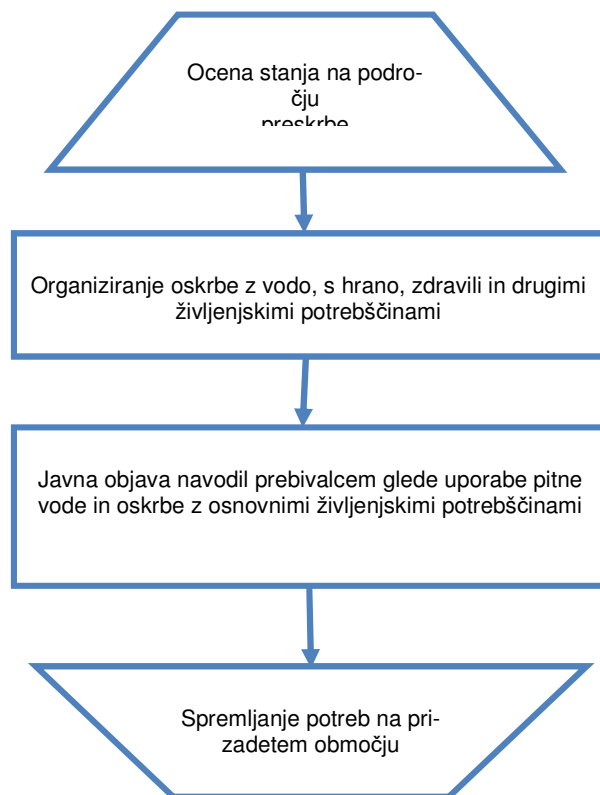 Ocena stanja na podro-
čju
preskrbe
Organiziranje oskrbe z vodo, s hrano, zdravili in drugimi
življenjskimi potrebščinami
Javna objava navodil prebivalcem glede uporabe pitne
vode in oskrbe z osnovnimi življenjskimi potrebščinami
Spremljanje potreb na pri-
zadetem območju